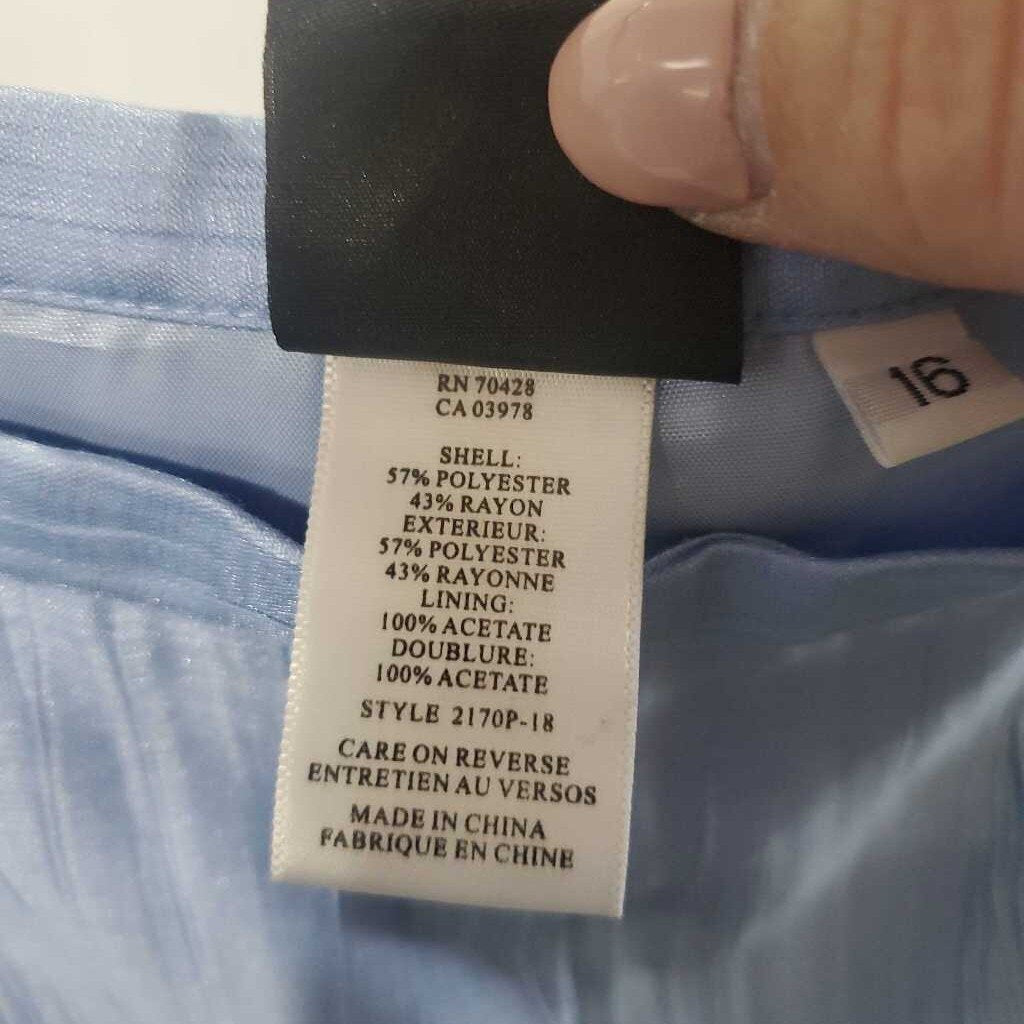 RN 70428
CA 03978
SHELL:
57% POLYESTER
43% RAYON
EXTERIEUR:
57% POLYESTER
43% RAYONNE
LINING:
100% ACETATE
DOUBLURE:
100% ACETATE
STYLE 2170P-18
CARE ON REVERSE
ENTRETIEN AU VERSOS
MADE IN CHINA
FABRIQUE EN CHINE
16